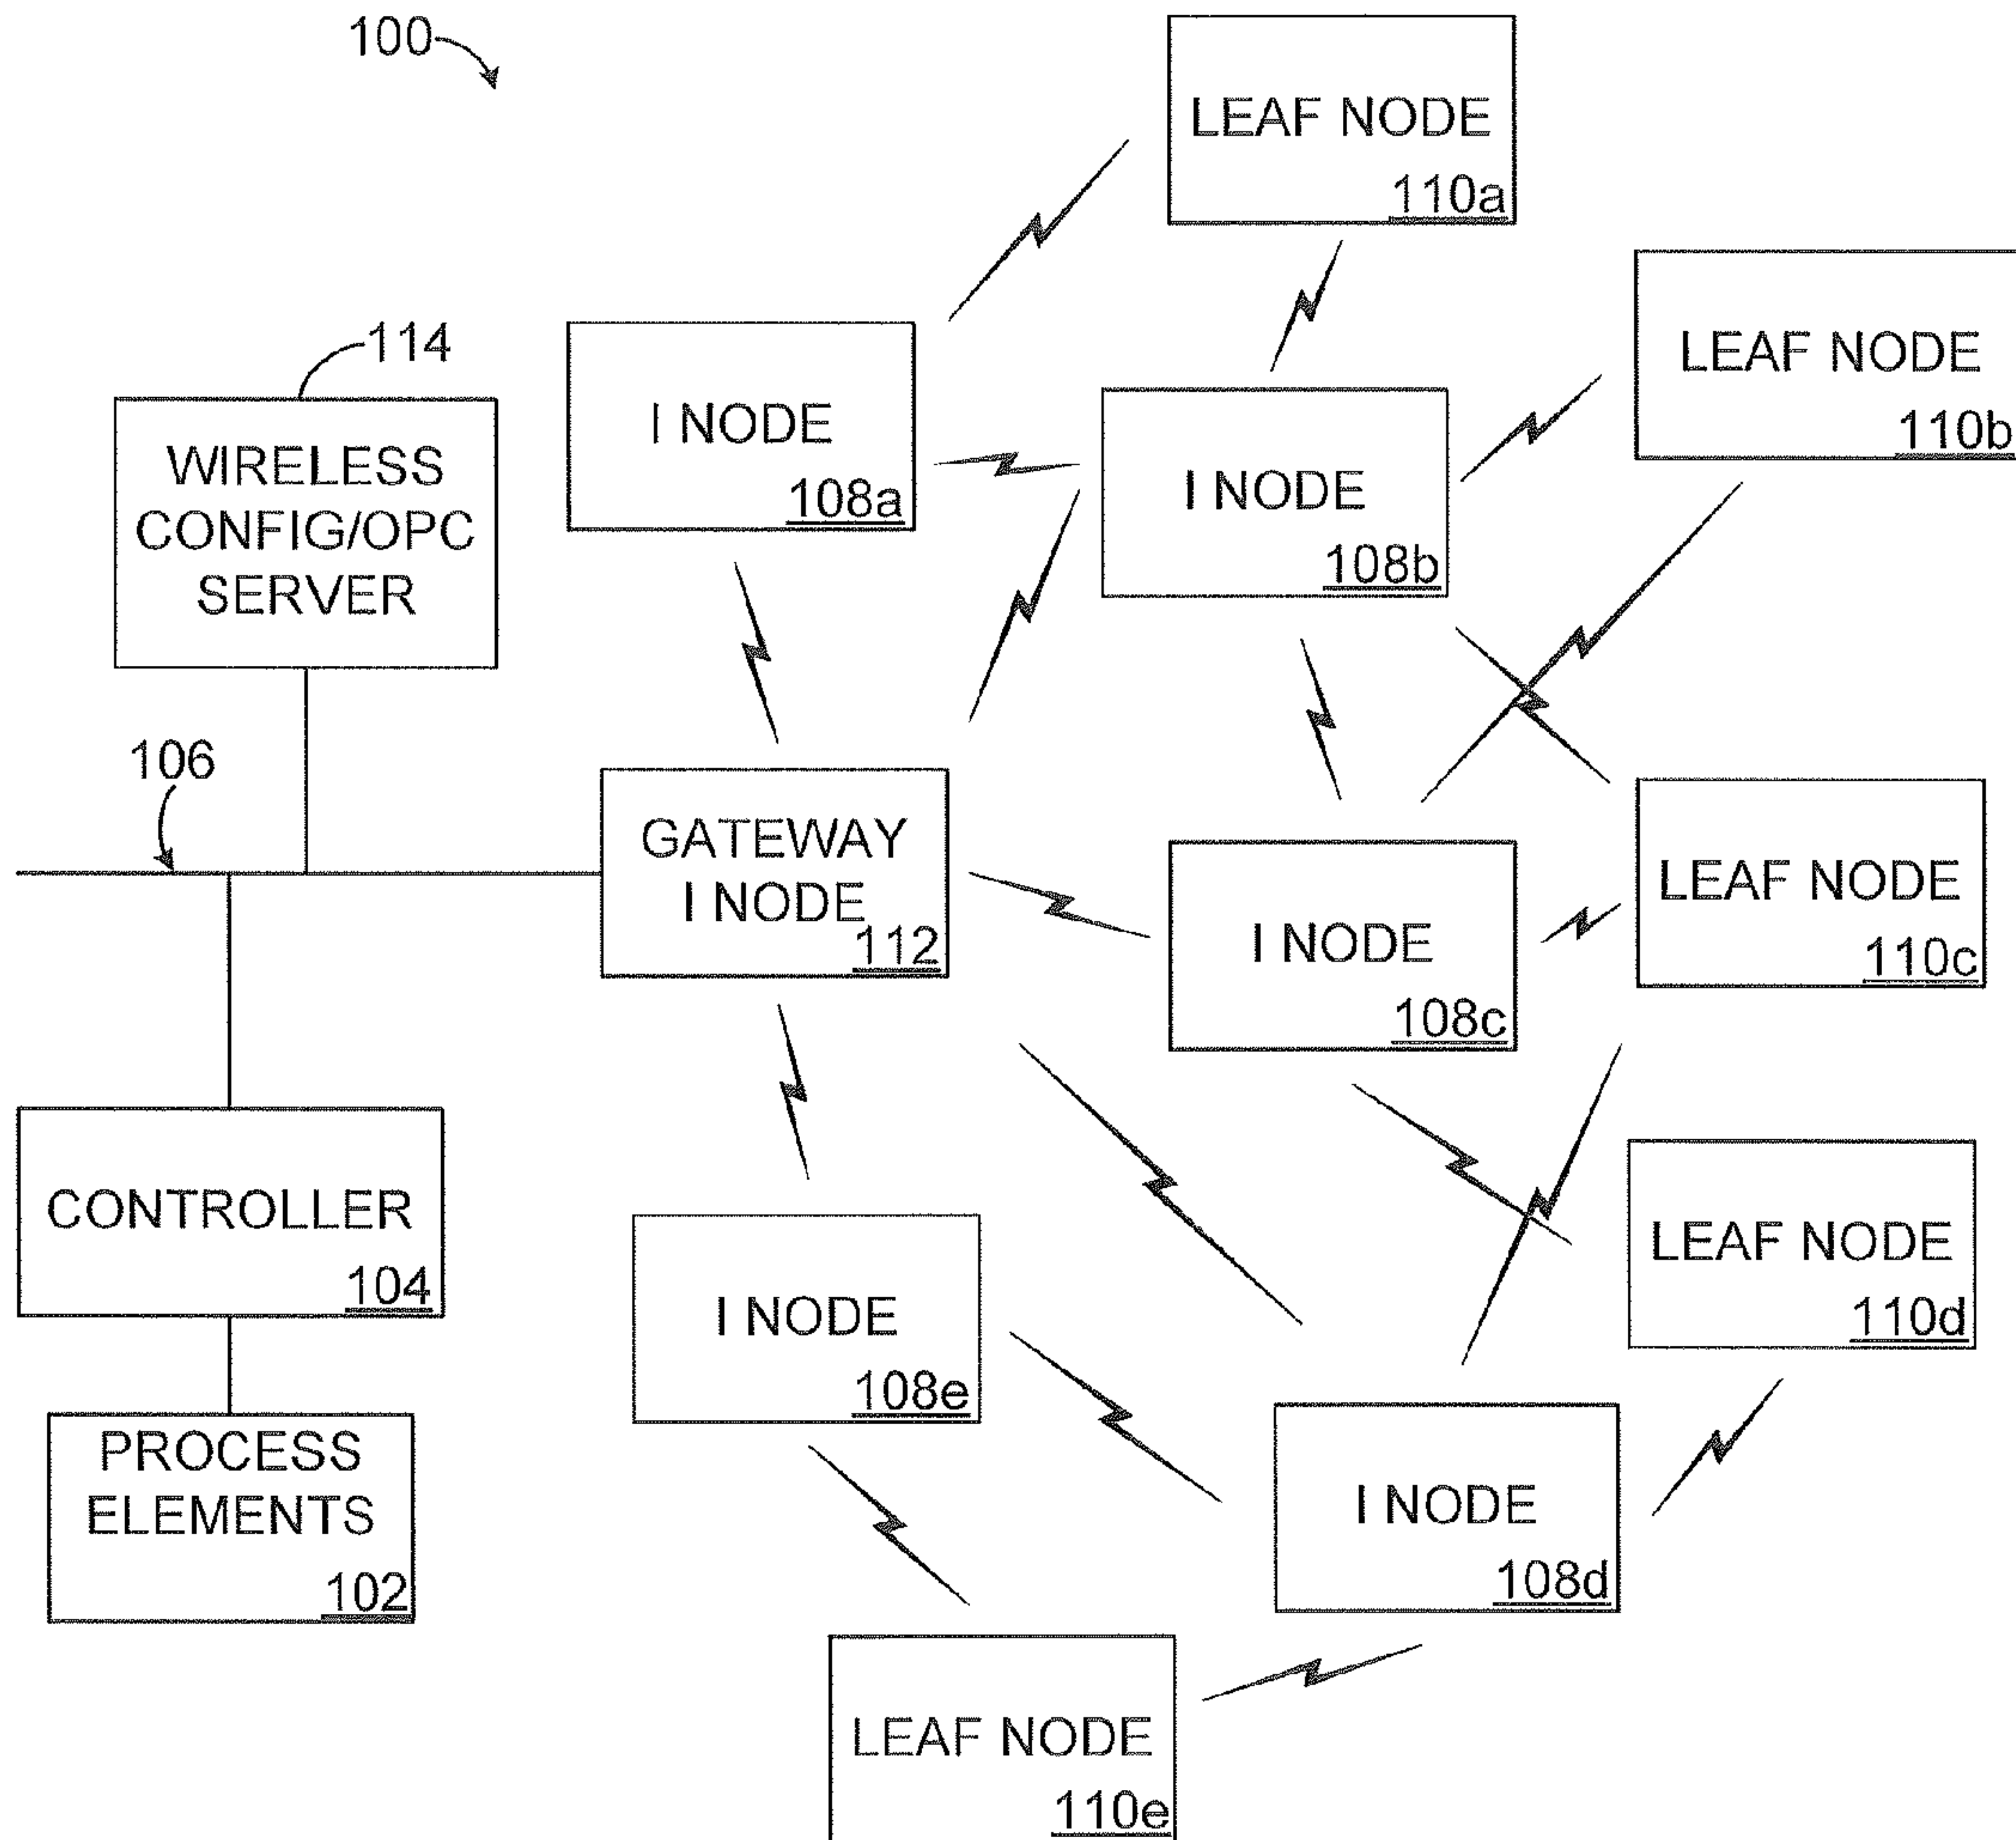 100
LEAF NODE
110a
LEAF NODE
110b
114
I NODE
108a
WIRELESS
CONFIG/OPC
SERVER
I NODE
108b
106
GATEWAY
I NODE
112
LEAF NODE
110c
I NODE
108c
CONTROLLER
104
LEAF NODE
110d
I NODE
108e
PROCESS
ELEMENTS
102
I NODE
108d
LEAF NODE
110e